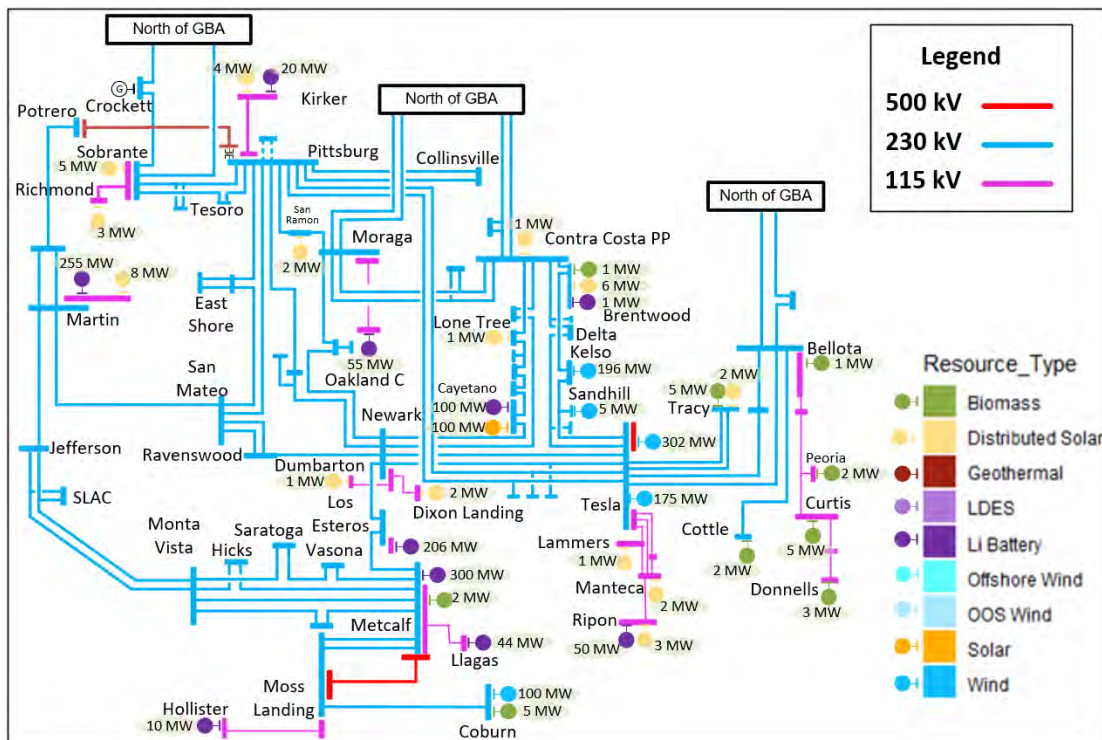 North of GBA
Legend
500 kV
230 kV
115 kV
4 MW
20 MW
Kirker
North of GBA
G
Crockett
Potrero
Sobrante
5 MW
Richmond
3 MW
Tesoro
Pittsburg
Collinsville
North of GBA
San
Ramon
2 MW
Moraga
1 MW
Contra Costa PP
1 MW
6 MW
1 MW
Brentwood
255 MW
8 MW
Martin
East
Shore
Lone Tree
1 MW
Delta
Kelso
196 MW
Bellota
1 MW
San
Mateo
55 MW
Oakland C
Cayetano
100 MW
100 MW
Sandhill
5 MW
2 MW
5 MW
Tracy
Newark
302 MW
Resource_Type
Biomass
Distributed Solar
Geothermal
LDES
Li Battery
Offshore Wind
OOS Wind
Solar
Wind
Jefferson
Ravenswood
Dumbarton
1 MW
2 MW
Dixon Landing
Los
Esteros
Peoria
2 MW
SLAC
Tesla
175 MW
Curtis
5 MW
Cottle
2 MW
Donnells
3 MW
Monta
Vista
Hicks
Saratoga
Vasona
206 MW
Lammers
1 MW
Manteca
2 MW
300 MW
2 MW
Metcalf
Ripon
50 MW
3 MW
44 MW
Llagas
Moss
Landing
Hollister
10 MW
100 MW
5 MW
Coburn